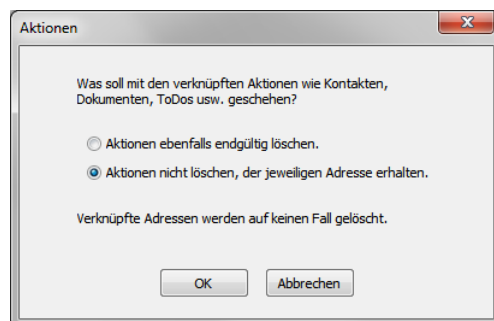 Aktionen
Was soll mit den verknüpften Aktionen wie Kontakten,
Dokumenten, ToDos usw. geschehen?
Aktionen ebenfalls endgültig löschen.
Aktionen nicht löschen, der jeweiligen Adresse erhalten.
Verknüpfte Adressen werden auf keinen Fall gelöscht.
OK
Abbrechen